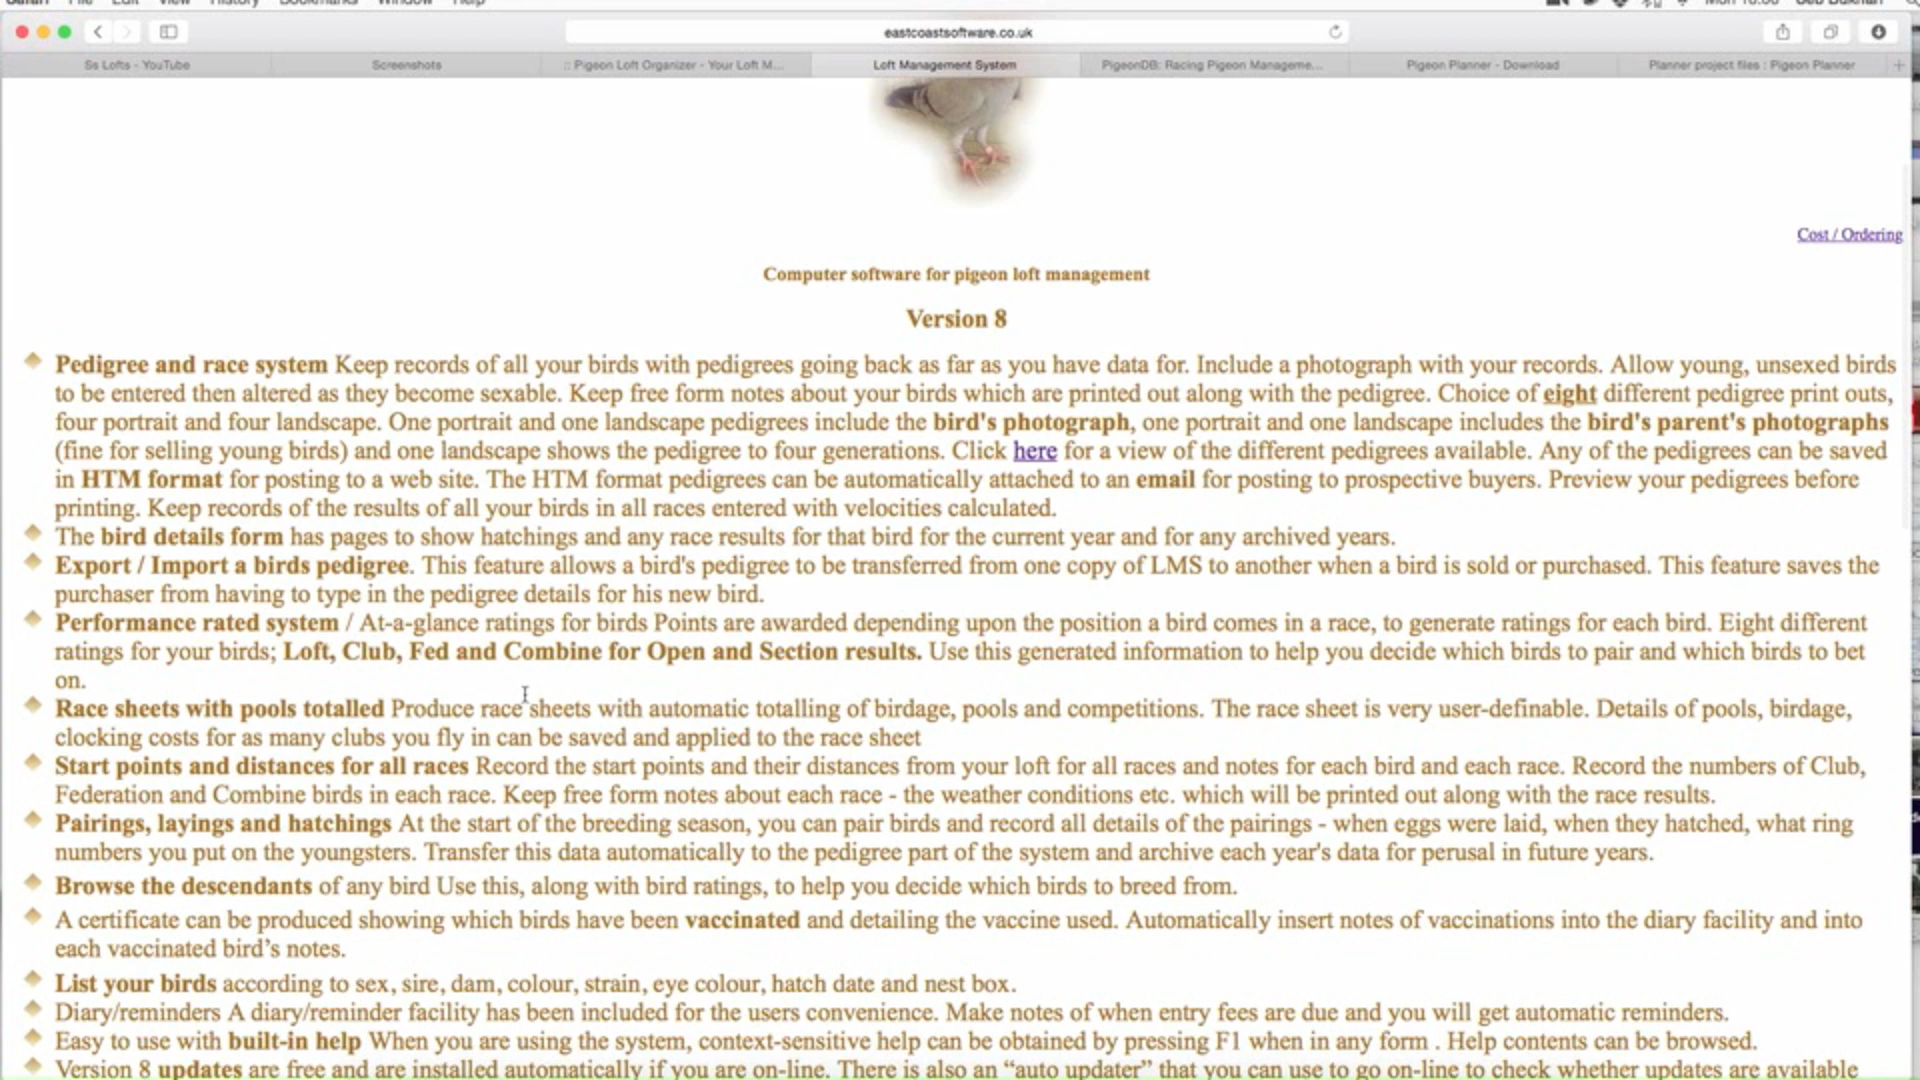 Safari File Edit View History Bookmarks Window Help Mon
eastcoastsoftware.co.uk
Ss Lofts - YouTube
Screenshots
:: Pigeon Loft Organizer - Your Loft M...
Loft Management System
PigeonDB: Racing Pigeon Manageme...
Pigeon Planner - Download
Planner project files : Pigeon Planner
Cost / Ordering
Computer software for pigeon loft management
Version 8
Pedigree and race system Keep records of all your birds with pedigrees going back as far as you have data for. Include a photograph with your records. Allow young, unsexed birds
to be entered then altered as they become sexable. Keep free form notes about your birds which are printed out along with the pedigree. Choice of eight different pedigree print outs,
four portrait and four landscape. One portrait and one landscape pedigrees include the bird's photograph, one portrait and one landscape includes the bird's parent's photographs
(fine for selling young birds) and one landscape shows the pedigree to four generations. Click here for a view of the different pedigrees available. Any of the pedigrees can be saved
in HTM format for posting to a web site. The HTM format pedigrees can be automatically attached to an email for posting to prospective buyers. Preview your pedigrees before
printing. Keep records of the results of all your birds in all races entered with velocities calculated.
The bird details form has pages to show hatchings and any race results for that bird for the current year and for any archived years.
Export / Import a birds pedigree. This feature allows a bird's pedigree to be transferred from one copy of LMS to another when a bird is sold or purchased. This feature saves the
purchaser from having to type in the pedigree details for his new bird.
Performance rated system / At-a-glance ratings for birds Points are awarded depending upon the position a bird comes in a race, to generate ratings for each bird. Eight different
ratings for your birds; Loft, Club, Fed and Combine for Open and Section results. Use this generated information to help you decide which birds to pair and which birds to bet
on.
Race sheets with pools totalled Produce race sheets with automatic totalling of birdage, pools and competitions. The race sheet is very user-definable. Details of pools, birdage,
clocking costs for as many clubs you fly in can be saved and applied to the race sheet
Start points and distances for all races Record the start points and their distances from your loft for all races and notes for each bird and each race. Record the numbers of Club,
Federation and Combine birds in each race. Keep free form notes about each race - the weather conditions etc. which will be printed out along with the race results.
Pairings, layings and hatchings At the start of the breeding season, you can pair birds and record all details of the pairings - when eggs were laid, when they hatched, what ring
numbers you put on the youngsters. Transfer this data automatically to the pedigree part of the system and archive each year's data for perusal in future years.
Browse the descendants of any bird Use this, along with bird ratings, to help you decide which birds to breed from.
A certificate can be produced showing which birds have been vaccinated and detailing the vaccine used. Automatically insert notes of vaccinations into the diary facility and into
each vaccinated bird’s notes.
List your birds according to sex, sire, dam, colour, strain, eye colour, hatch date and nest box.
Diary/reminders A diary/reminder facility has been included for the users convenience. Make notes of when entry fees are due and you will get automatic reminders.
Easy to use with built-in help When you are using the system, context-sensitive help can be obtained by pressing F1 when in any form . Help contents can be browsed.
Version 8 updates are free and are installed automatically if you are on-line. There is also an “auto updater” that you can use to go on-line to check whether updates are available